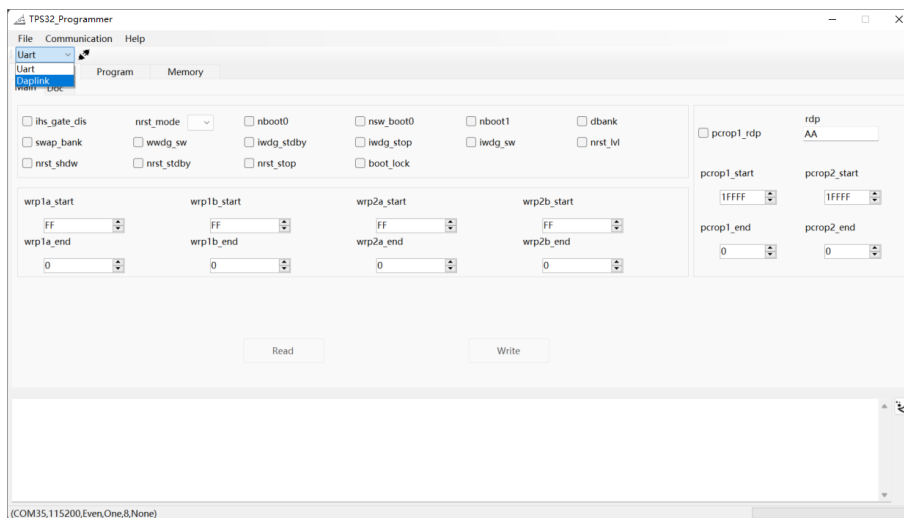 TPS32_Programmer
File Communication Help
Uart
Uart
Daplink
Program Memory
Main Doc
ihs_gate_dis nrst_mode nboot0 nsw_boot0 nboot1 dbank
swap_bank wwdg_sw iwdg_stdby iwdg_stop iwdg_sw nrst_lvl
nrst_shdw nrst_stdby nrst_stop boot_lock
rdp
pcrop1_rdp AA
pcrop1_start pcrop2_start
1FFFF 1FFFF
pcrop1_end pcrop2_end
0 0
wrp1a_start wrp1b_start wrp2a_start wrp2b_start
FF FF FF FF
wrp1a_end wrp1b_end wrp2a_end wrp2b_end
0 0 0 0
Read Write
(COM35,115200,Even,One,8,None)